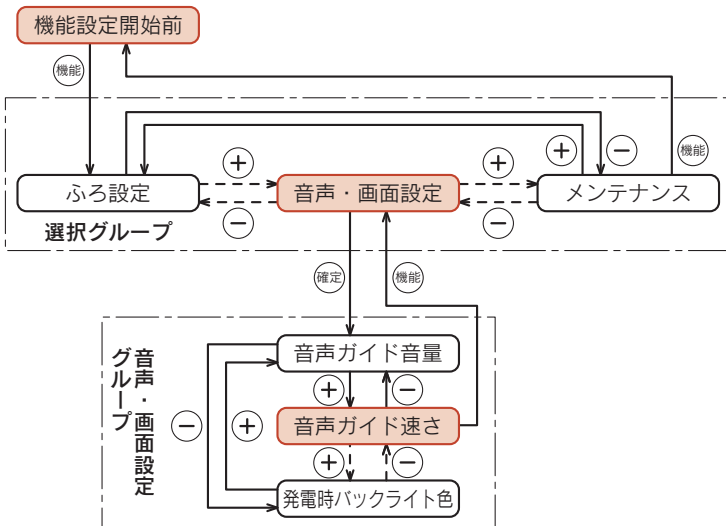 機能設定開始前
機能
＋
－
機能
＋
＋
ふろ設定
音声・画面設定
メンテナンス
－
－
選択グループ
確定
機能
音声ガイド音量
音声・画面設定
グループ
＋
－
－
＋
音声ガイド速さ
＋
－
発電時バックライト色